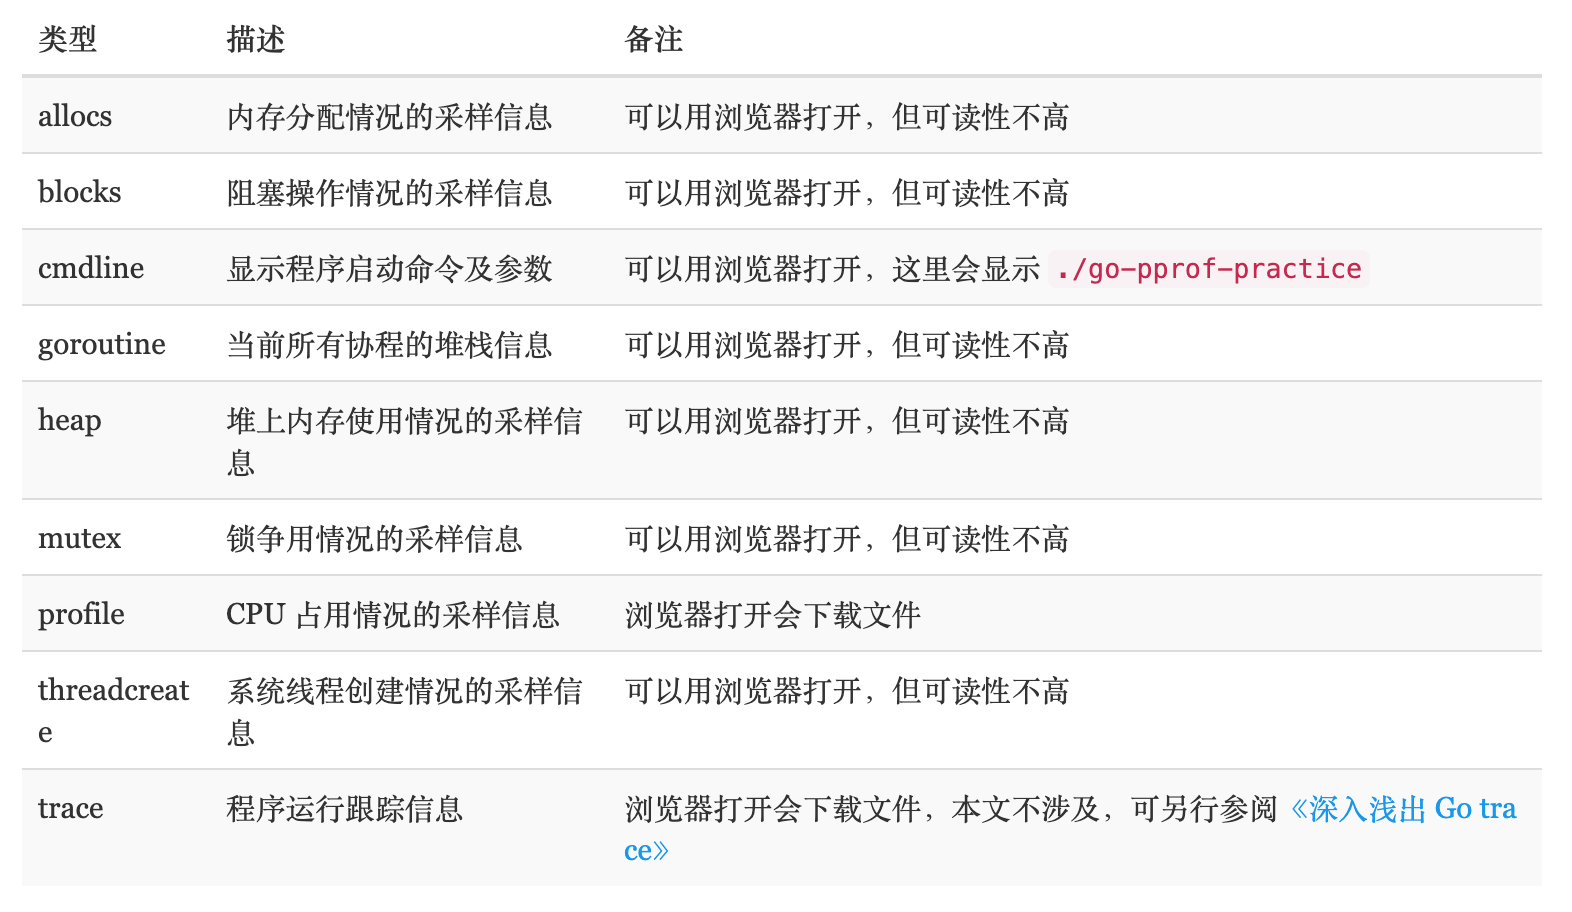 类型 描述 备注
allocs 内存分配情况的采样信息 可以用浏览器打开，但可读性不高
blocks 阻塞操作情况的采样信息 可以用浏览器打开，但可读性不高
cmdline 显示程序启动命令及参数 可以用浏览器打开，这里会显示 ./go-pprof-practice
goroutine 当前所有协程的堆栈信息 可以用浏览器打开，但可读性不高
heap 堆上内存使用情况的采样信 可以用浏览器打开，但可读性不高
息
mutex 锁争用情况的采样信息 可以用浏览器打开，但可读性不高
profile CPU 占用情况的采样信息 浏览器打开会下载文件
threadcreat 系统线程创建情况的采样信 可以用浏览器打开，但可读性不高
e 息
trace 程序运行跟踪信息 浏览器打开会下载文件，本文不涉及，可另行参阅《深入浅出 Go tra
ce》